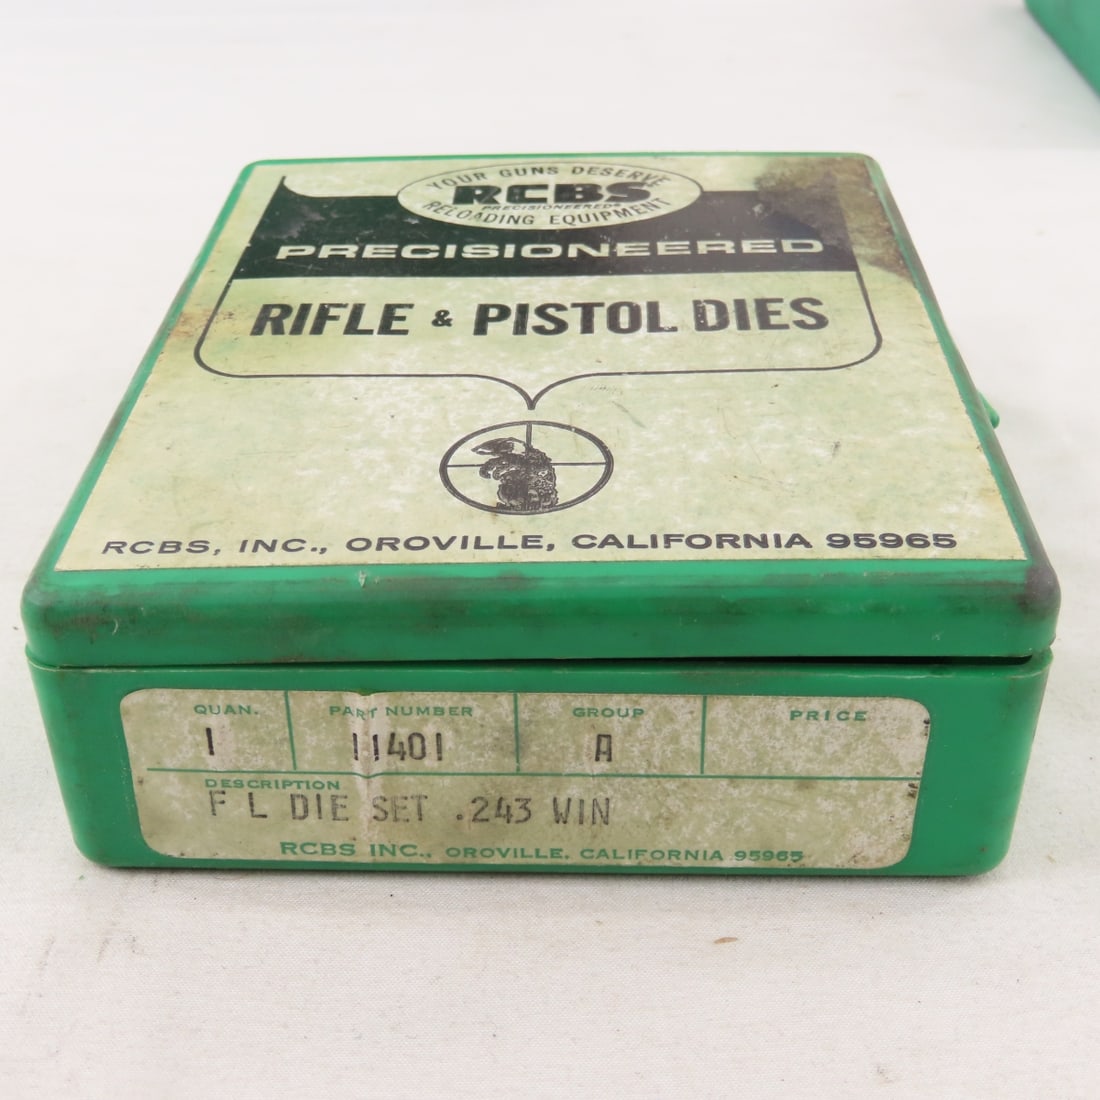 YOUR GUNS DESERVE
RCBS
PRECISIONEERED®
RELOADING EQUIPMENT
PRECISIONEERED
RIFLE & PISTOL DIES
RCBS, INC., OROVILLE, CALIFORNIA 95965
QUAN. PART NUMBER GROUP PRICE
1 11401 A
DESCRIPTION
F L DIE SET .243 WIN
RCBS INC., OROVILLE, CALIFORNIA 95965